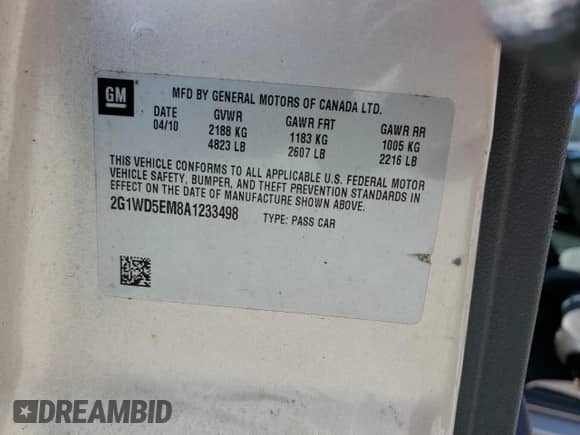 GM
MFD BY GENERAL MOTORS OF CANADA LTD.
DATE GVWR GAWR FRT GAWR RR
04/10 2188 KG 1183 KG 1005 KG
4823 LB 2607 LB 2216 LB
THIS VEHICLE CONFORMS TO ALL APPLICABLE U.S. FEDERAL MOTOR
VEHICLE SAFETY, BUMPER, AND THEFT PREVENTION STANDARDS IN
EFFECT ON THE DATE OF MANUFACTURE SHOWN ABOVE.
2G1WD5EM8A1233498 TYPE: PASS CAR
DREAMBID